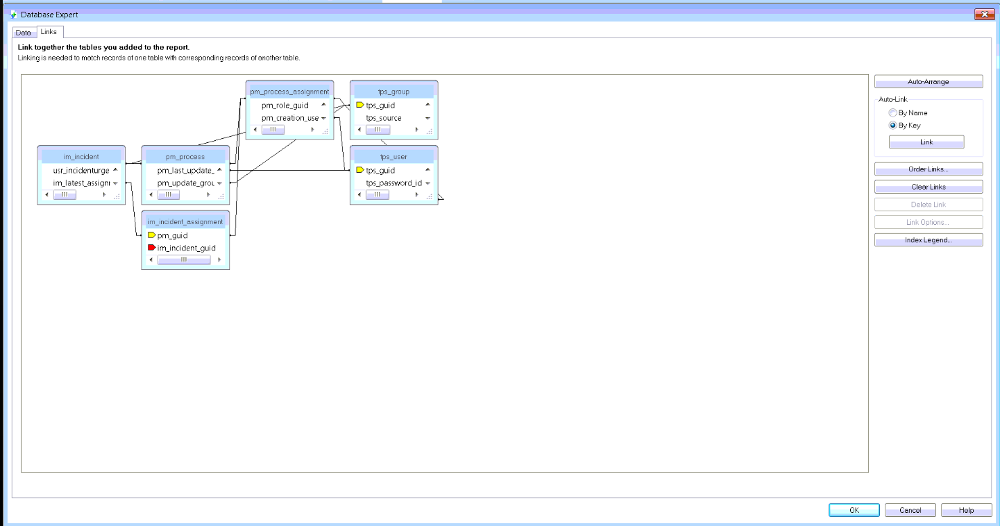 Database Expert
Data
Links
Link together the tables you added to the report.
Linking is needed to match records of one table with corresponding records of another table.
pm_process_assignment
pm_role_guid
pm_creation_use
tps_group
tps_guid
tps_source
im_incident
usr_incidenturge
im_latest_assignr
pm_process
pm_last_update_
pm_update_grou
tps_user
tps_guid
tps_password_id
im_incident_assignment
pm_guid
im_incident_guid
Auto-Arrange
Auto-Link
By Name
By Key
Link
Order Links...
Clear Links
Delete Link
Link Options...
Index Legend...
OK
Cancel
Help